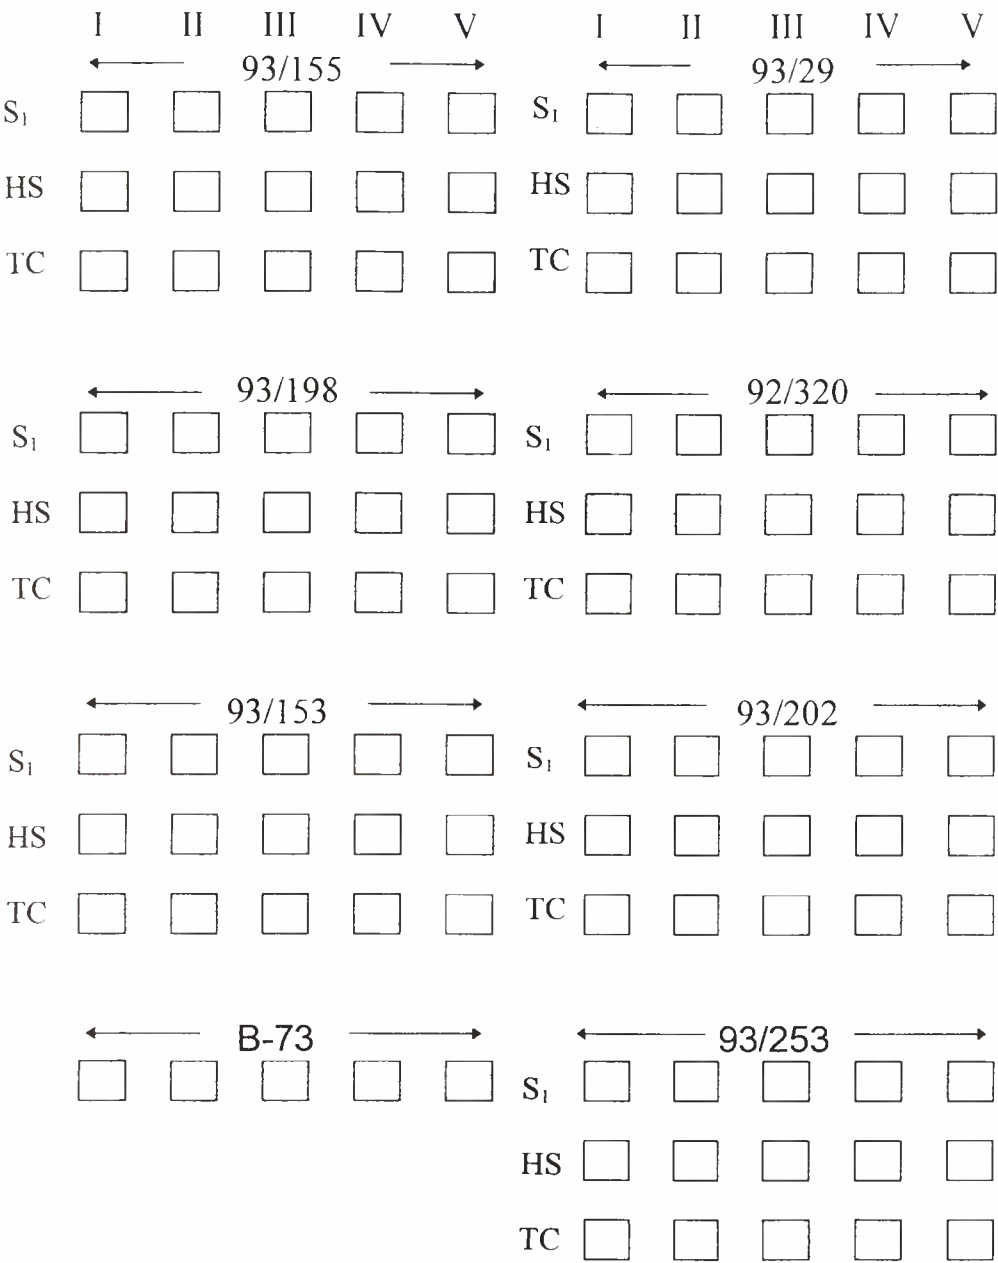 I II III IV V I II III IV V
93/155 93/29
S₁ S₁
HS HS
TC TC
93/198 92/320
S₁ S₁
HS HS
TC TC
93/153 93/202
S₁ S₁
HS HS
TC TC
B-73 93/253
S₁
HS
TC